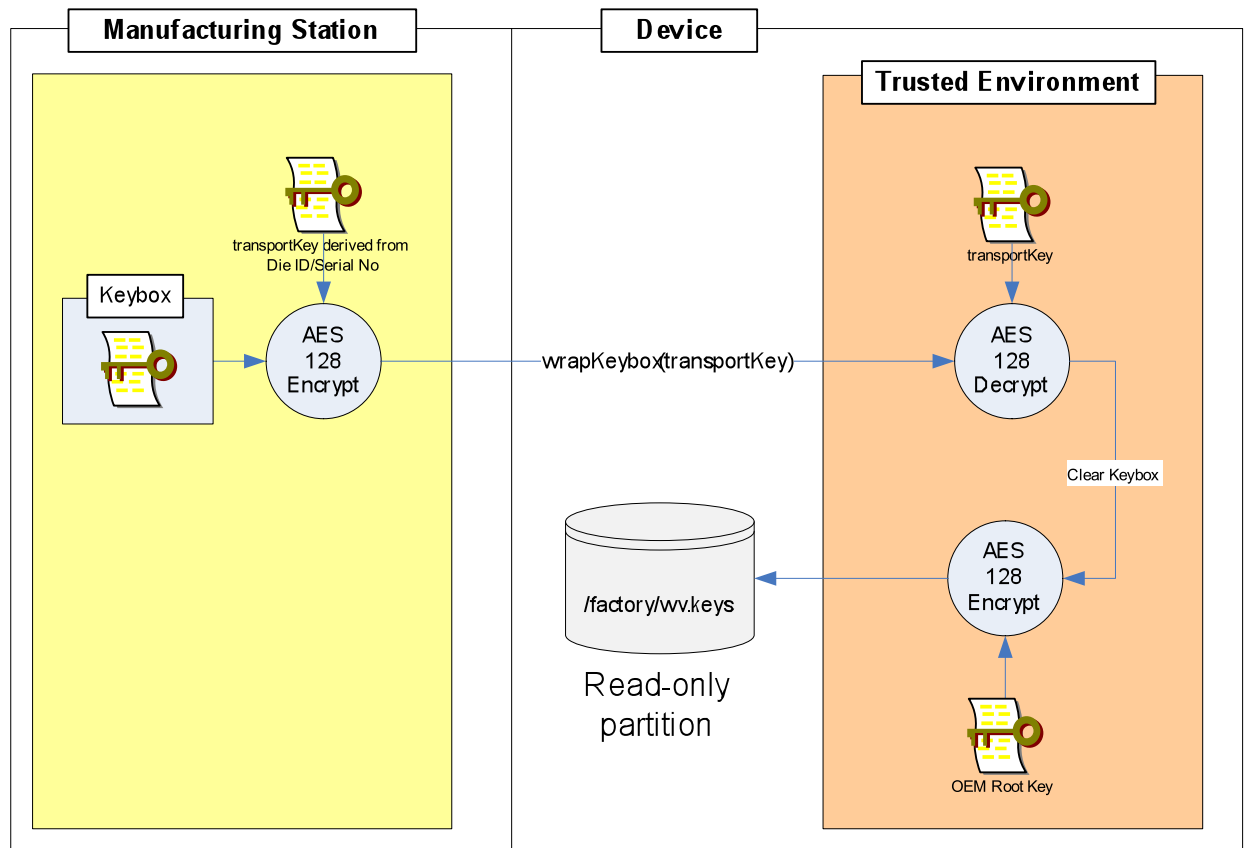 Manufacturing Station
Device
Trusted Environment
transportKey derived from
Die ID/Serial No
transportKey
Keybox
AES
128
Encrypt
wrapKeybox(transportKey)
AES
128
Decrypt
Clear Keybox
/factory/wv.keys
AES
128
Encrypt
Read-only
partition
OEM Root Key